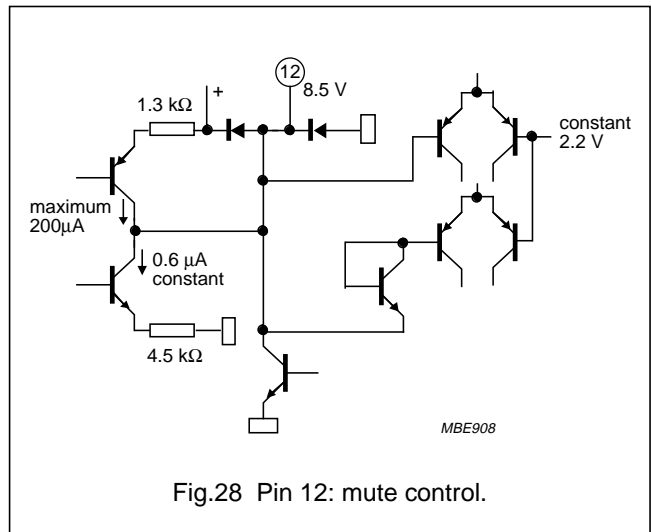 12
8.5 V
+
1.3 kΩ
constant
2.2 V
maximum
200µA
0.6 µA
constant
4.5 kΩ
MBE908
Fig.28 Pin 12: mute control.